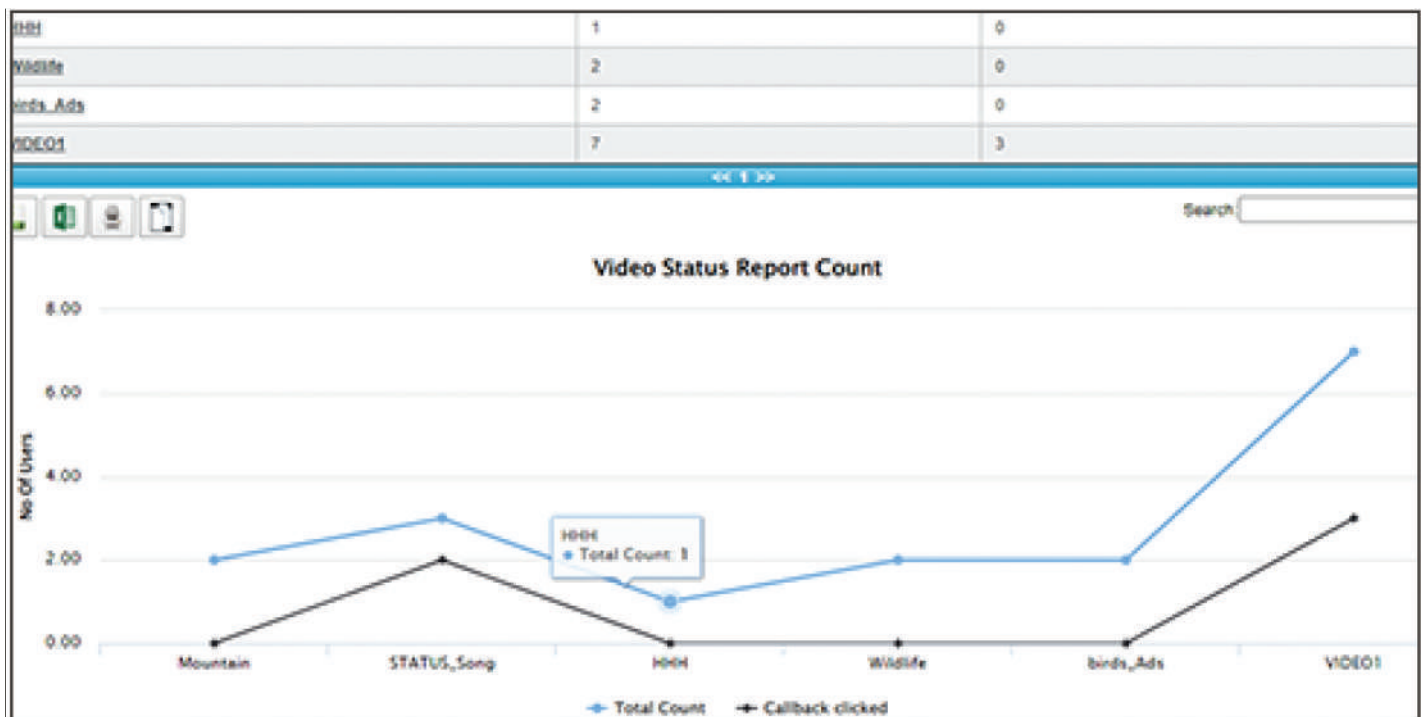 HHH 1 0
Wildlife 2 0
birds_Ads 2 0
VIDEO1 7 3
<< 1 >>
Search
Video Status Report Count
8.00
6.00
4.00
2.00
0.00
No Of Users
HHH
Total Count: 1
Mountain STATUS_Song HHH Wildlife birds_Ads VIDEO1
Total Count Callback clicked